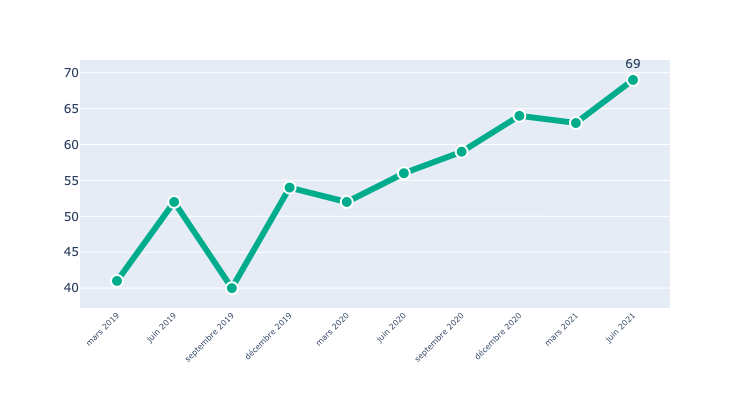 69
70
65
60
55
50
45
40
mars 2019
juin 2019
septembre 2019
décembre 2019
mars 2020
juin 2020
septembre 2020
décembre 2020
mars 2021
juin 2021